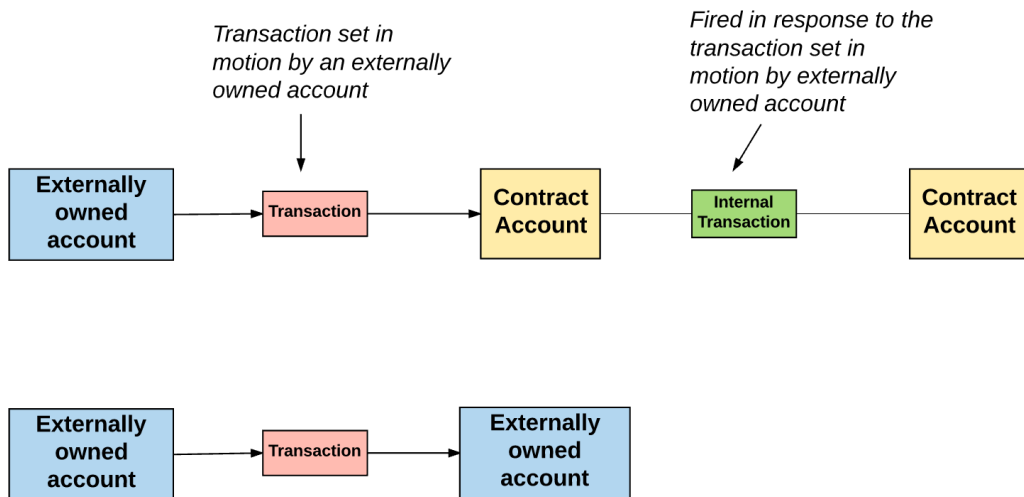 Transaction set in
motion by an externally
owned account
Fired in response to the
transaction set in
motion by externally
owned account
Externally
owned
account
Transaction
Contract
Account
Internal
Transaction
Contract
Account
Externally
owned
account
Transaction
Externally
owned
account